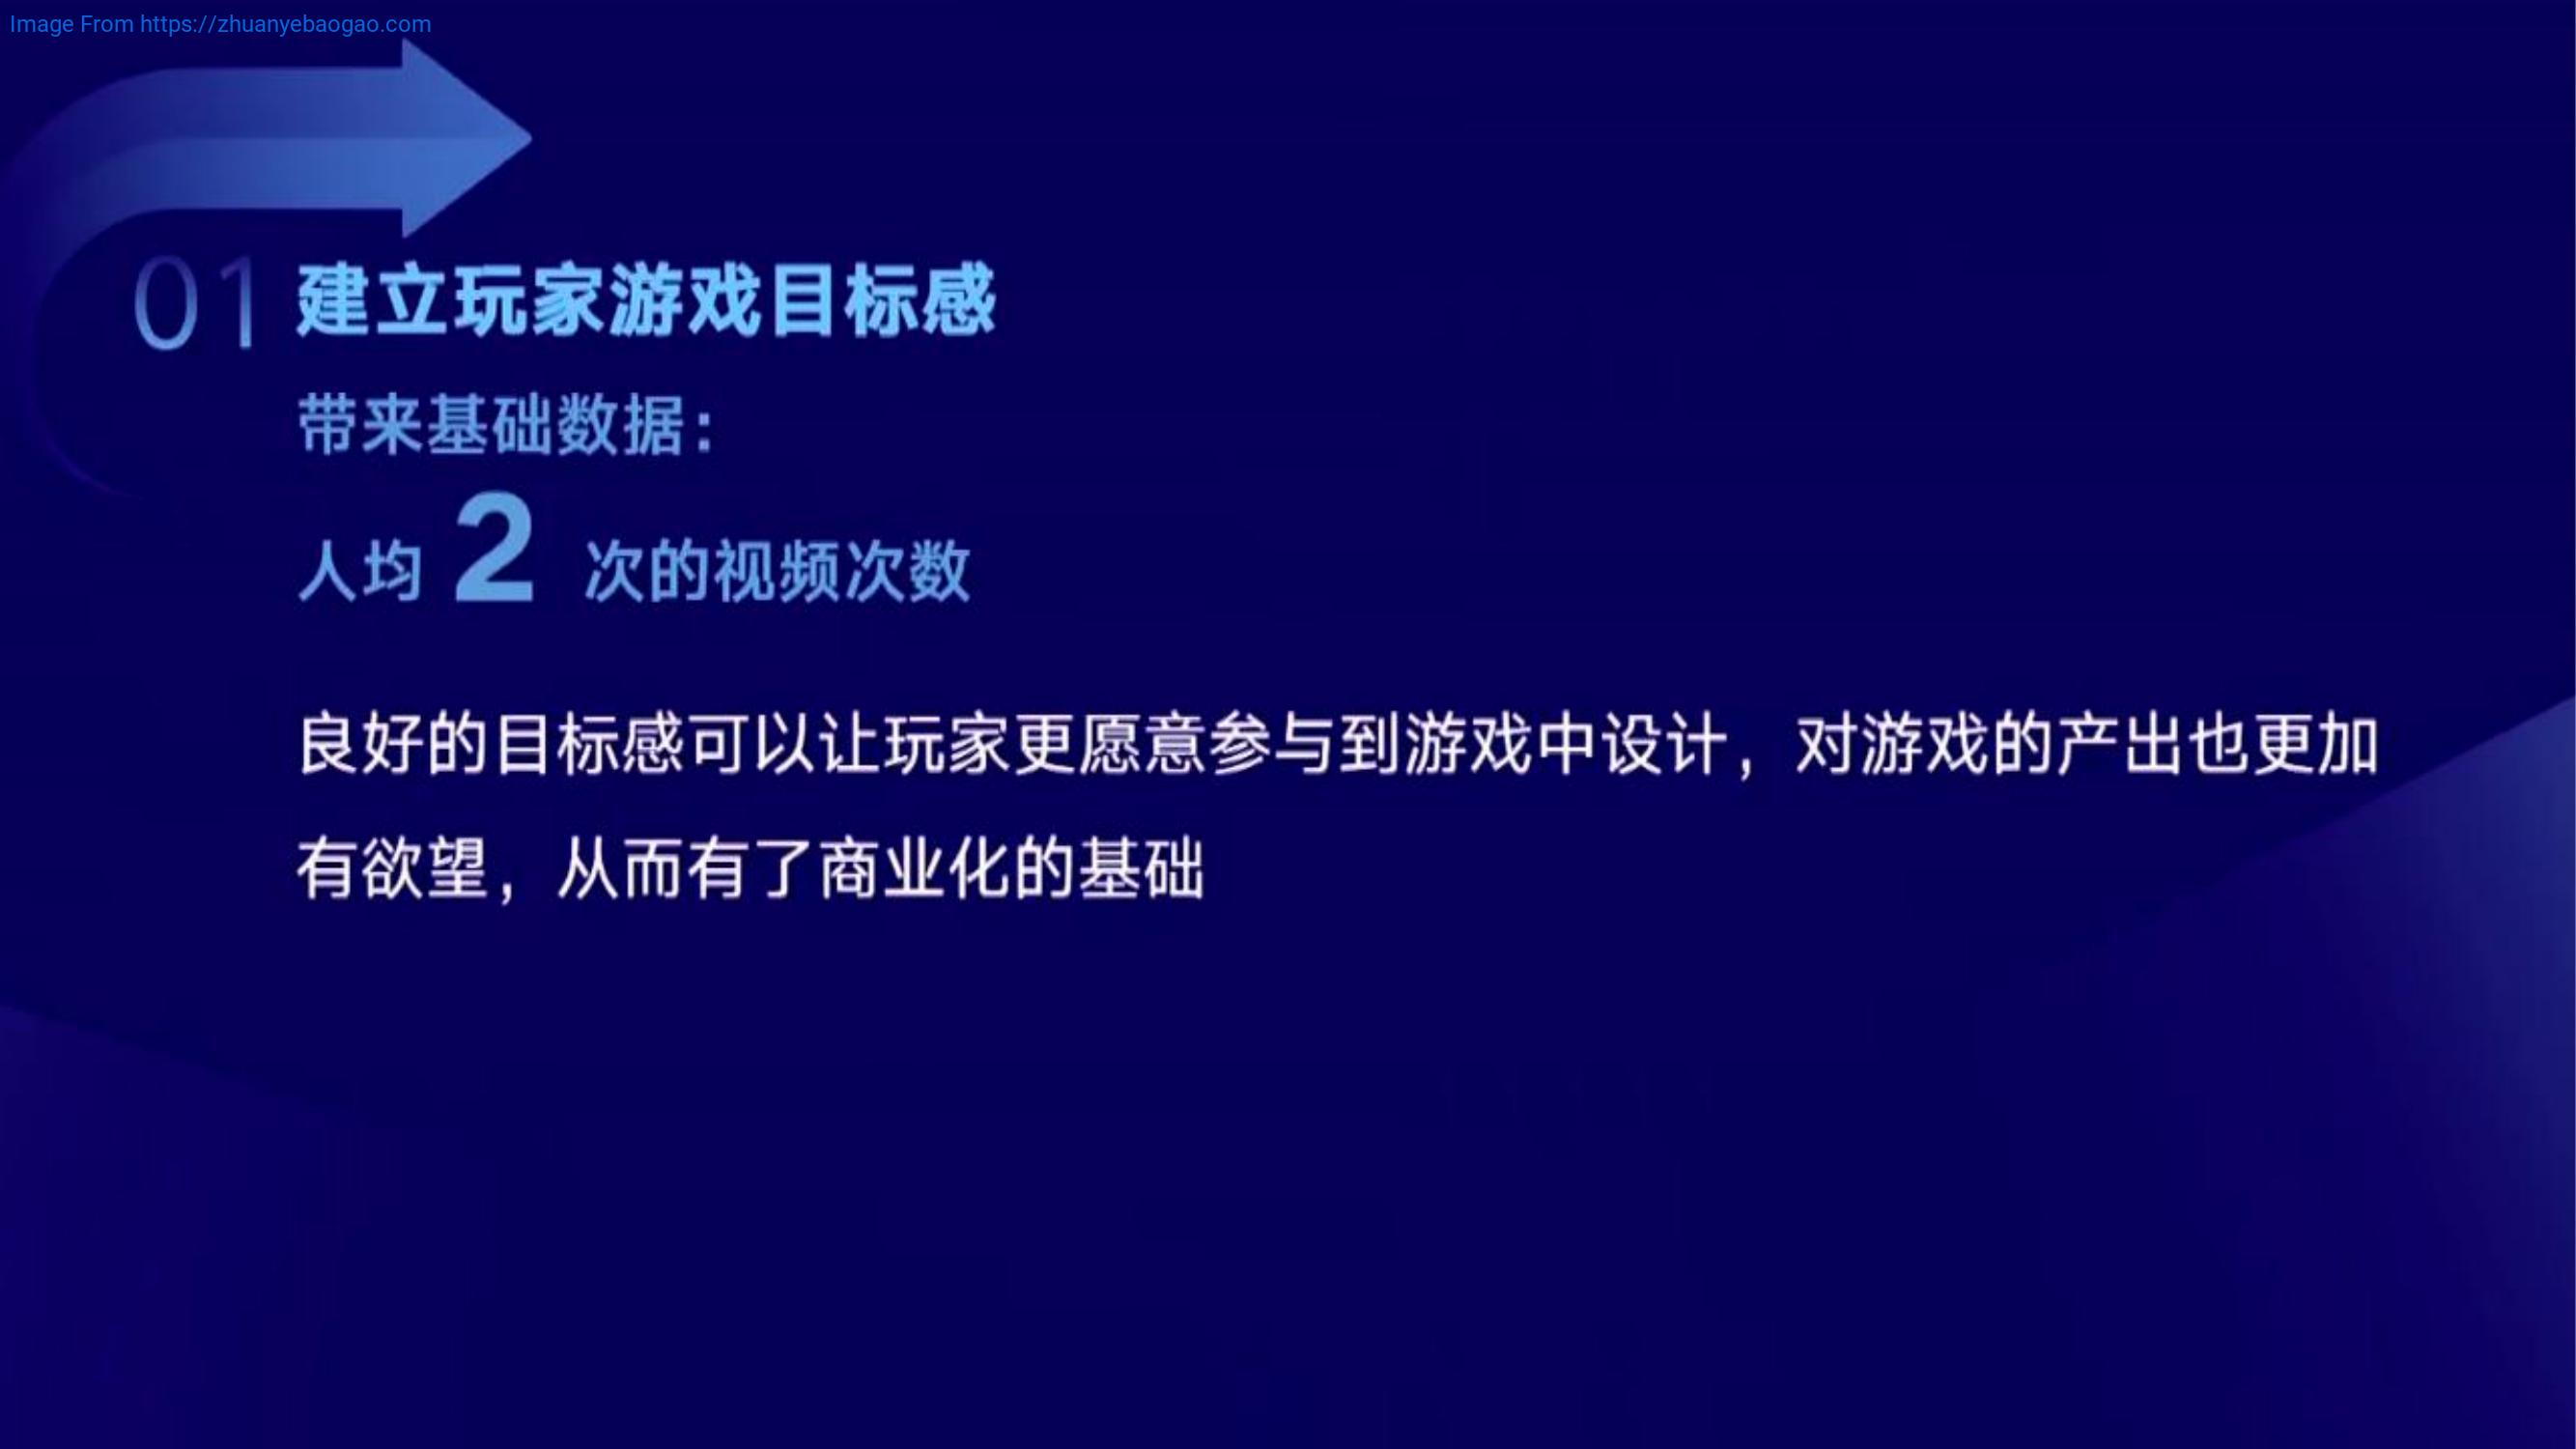 Image From https://zhuanyebaogao.com
01 建立玩家游戏目标感
带来基础数据：
人均 2 次的视频次数
良好的目标感可以让玩家更愿意参与到游戏中设计，对游戏的产出也更加
有欲望，从而有了商业化的基础